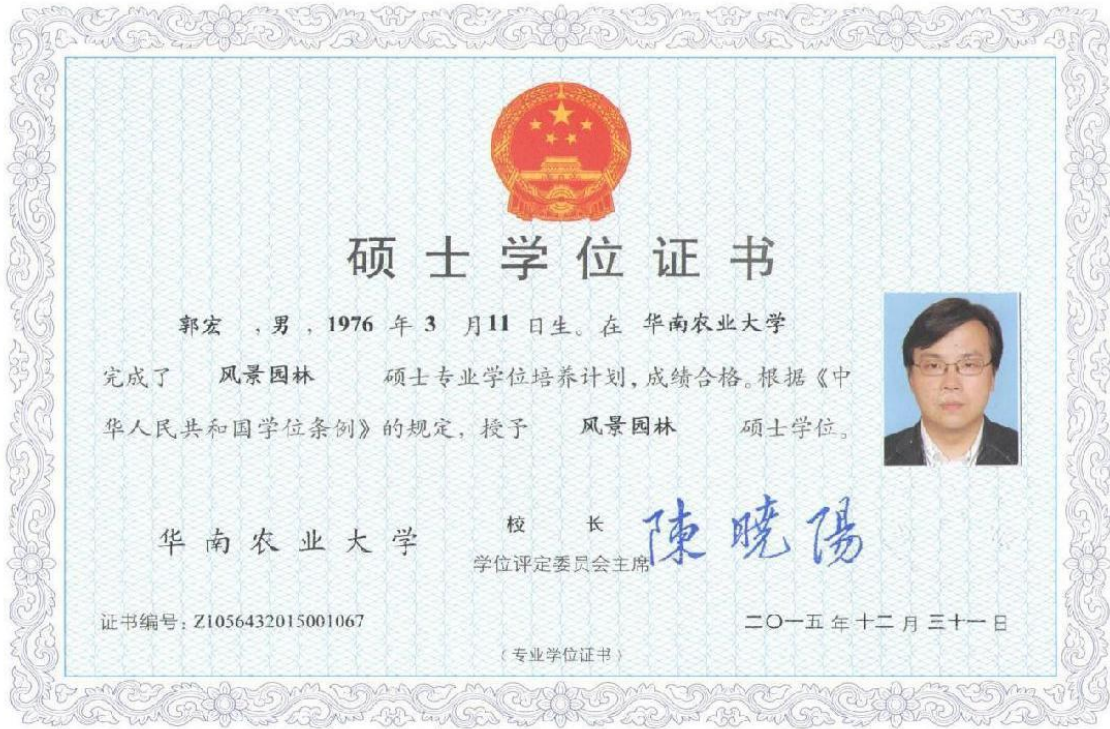 硕士学位证书
郭宏 ,男,1976 年 3 月11 日生。在 华南农业大学
完成了 风景园林 硕士专业学位培养计划,成绩合格。根据《中
华人民共和国学位条例》的规定,授予 风景园林 硕士学位。
华南农业大学
校长 陳曉陽
学位评定委员会主席
证书编号:Z1056432015001067
二〇一五年十二月三十一日
(专业学位证书)